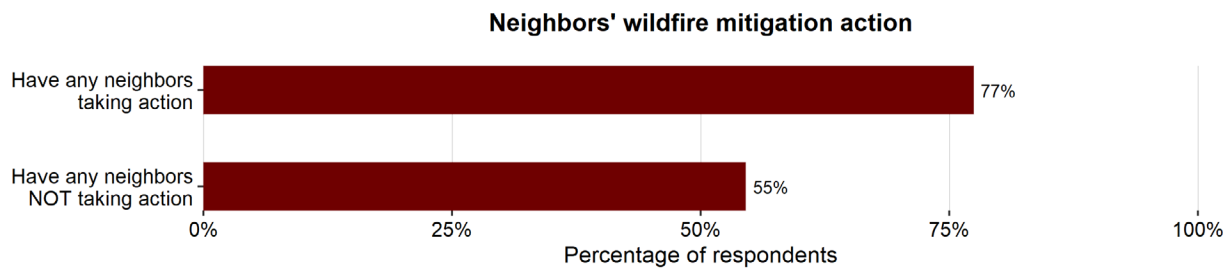 Neighbors' wildfire mitigation action
Have any neighbors
taking action
77%
Have any neighbors
NOT taking action
55%
0%
25%
50%
75%
100%
Percentage of respondents